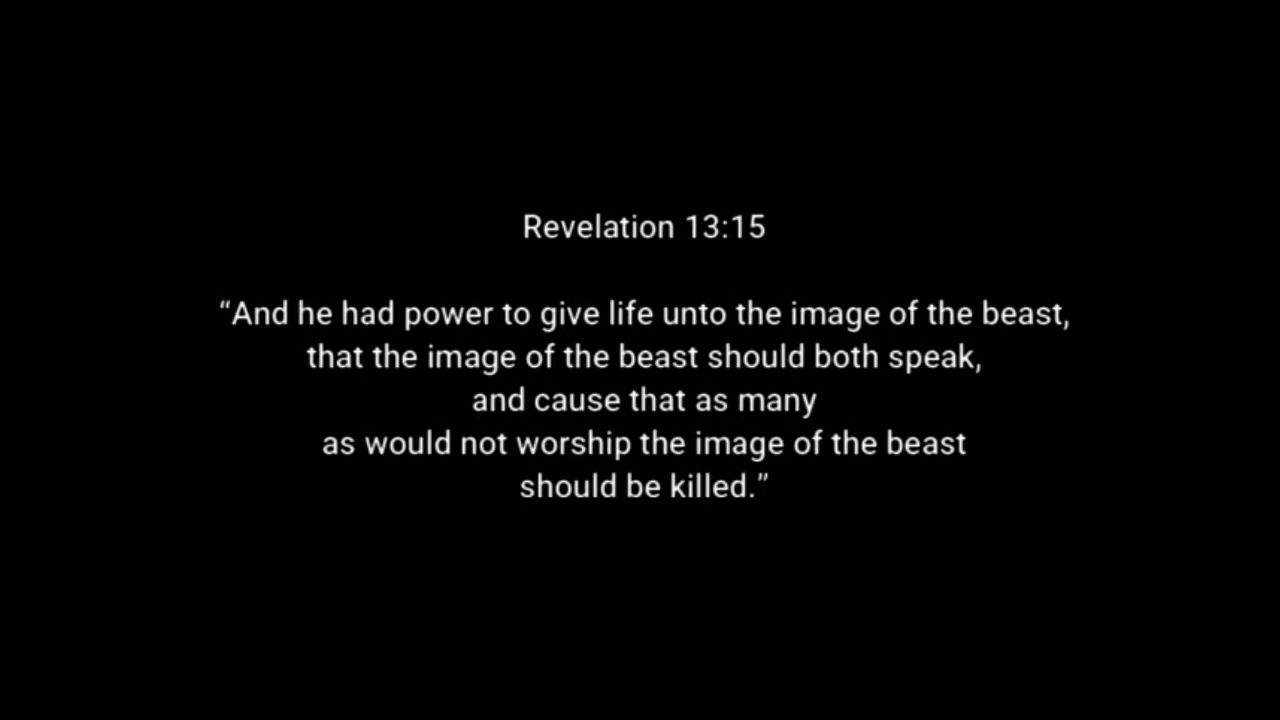 Revelation 13:15
“And he had power to give life unto the image of the beast,
that the image of the beast should both speak,
and cause that as many
as would not worship the image of the beast
should be killed.”